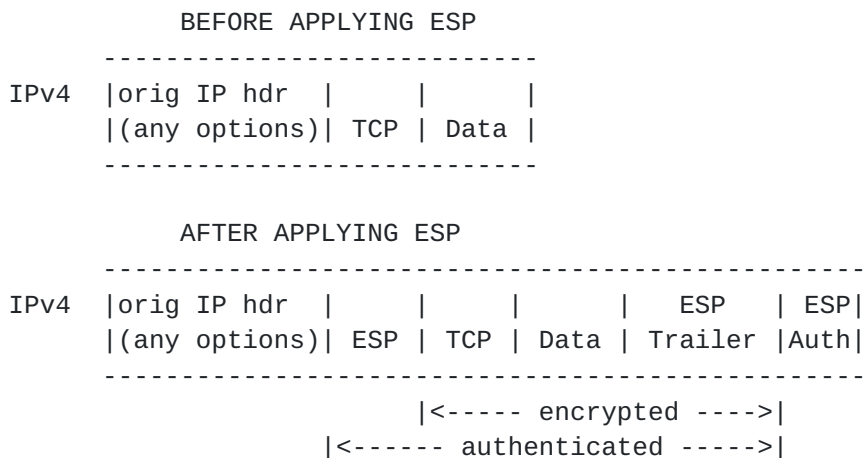 BEFORE APPLYING ESP
----------------------------
IPv4  |orig IP hdr  |     |      |
      |(any options)| TCP | Data |
----------------------------
AFTER APPLYING ESP
-------------------------------------------------
IPv4  |orig IP hdr  |     |     |      |   ESP   | ESP|
      |(any options)| ESP | TCP | Data | Trailer |Auth|
-------------------------------------------------
|<----- encrypted ---->|
|<------ authenticated ----->|